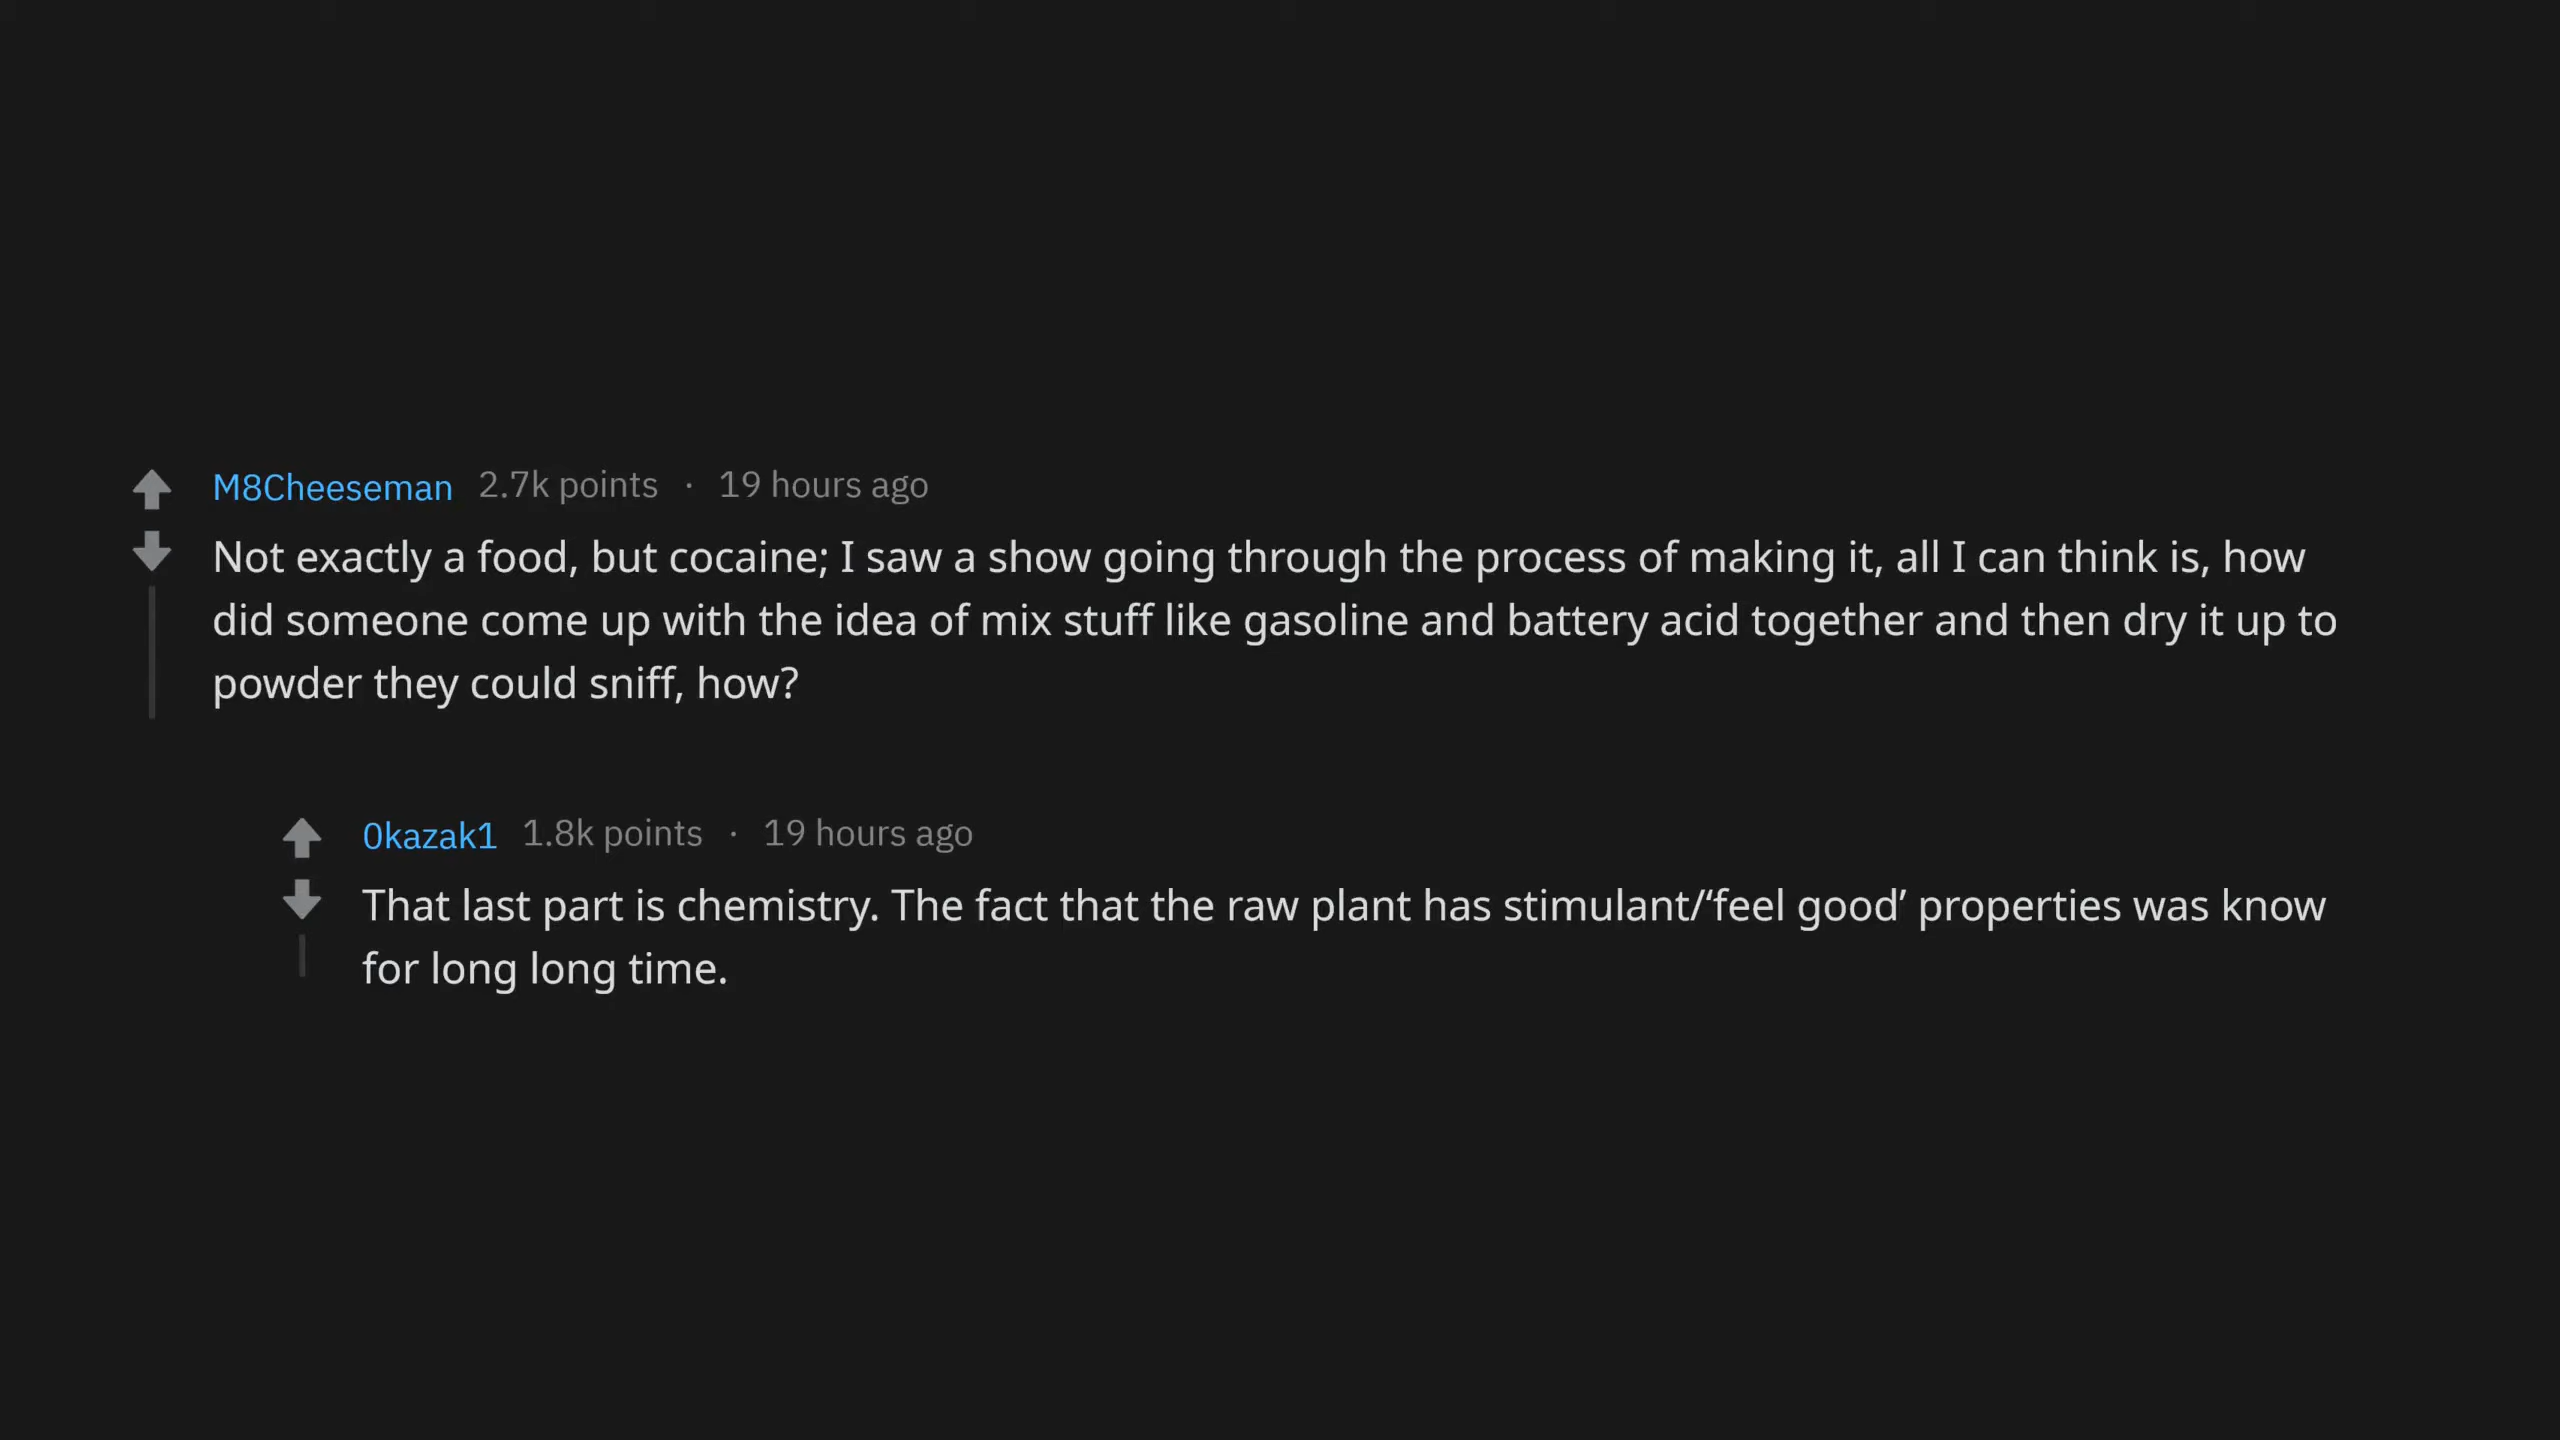 M8Cheeseman 2.7k points · 19 hours ago
Not exactly a food, but cocaine; I saw a show going through the process of making it, all I can think is, how
did someone come up with the idea of mix stuff like gasoline and battery acid together and then dry it up to
powder they could sniff, how?
0kazak1 1.8k points · 19 hours ago
That last part is chemistry. The fact that the raw plant has stimulant/‘feel good’ properties was know
for long long time.